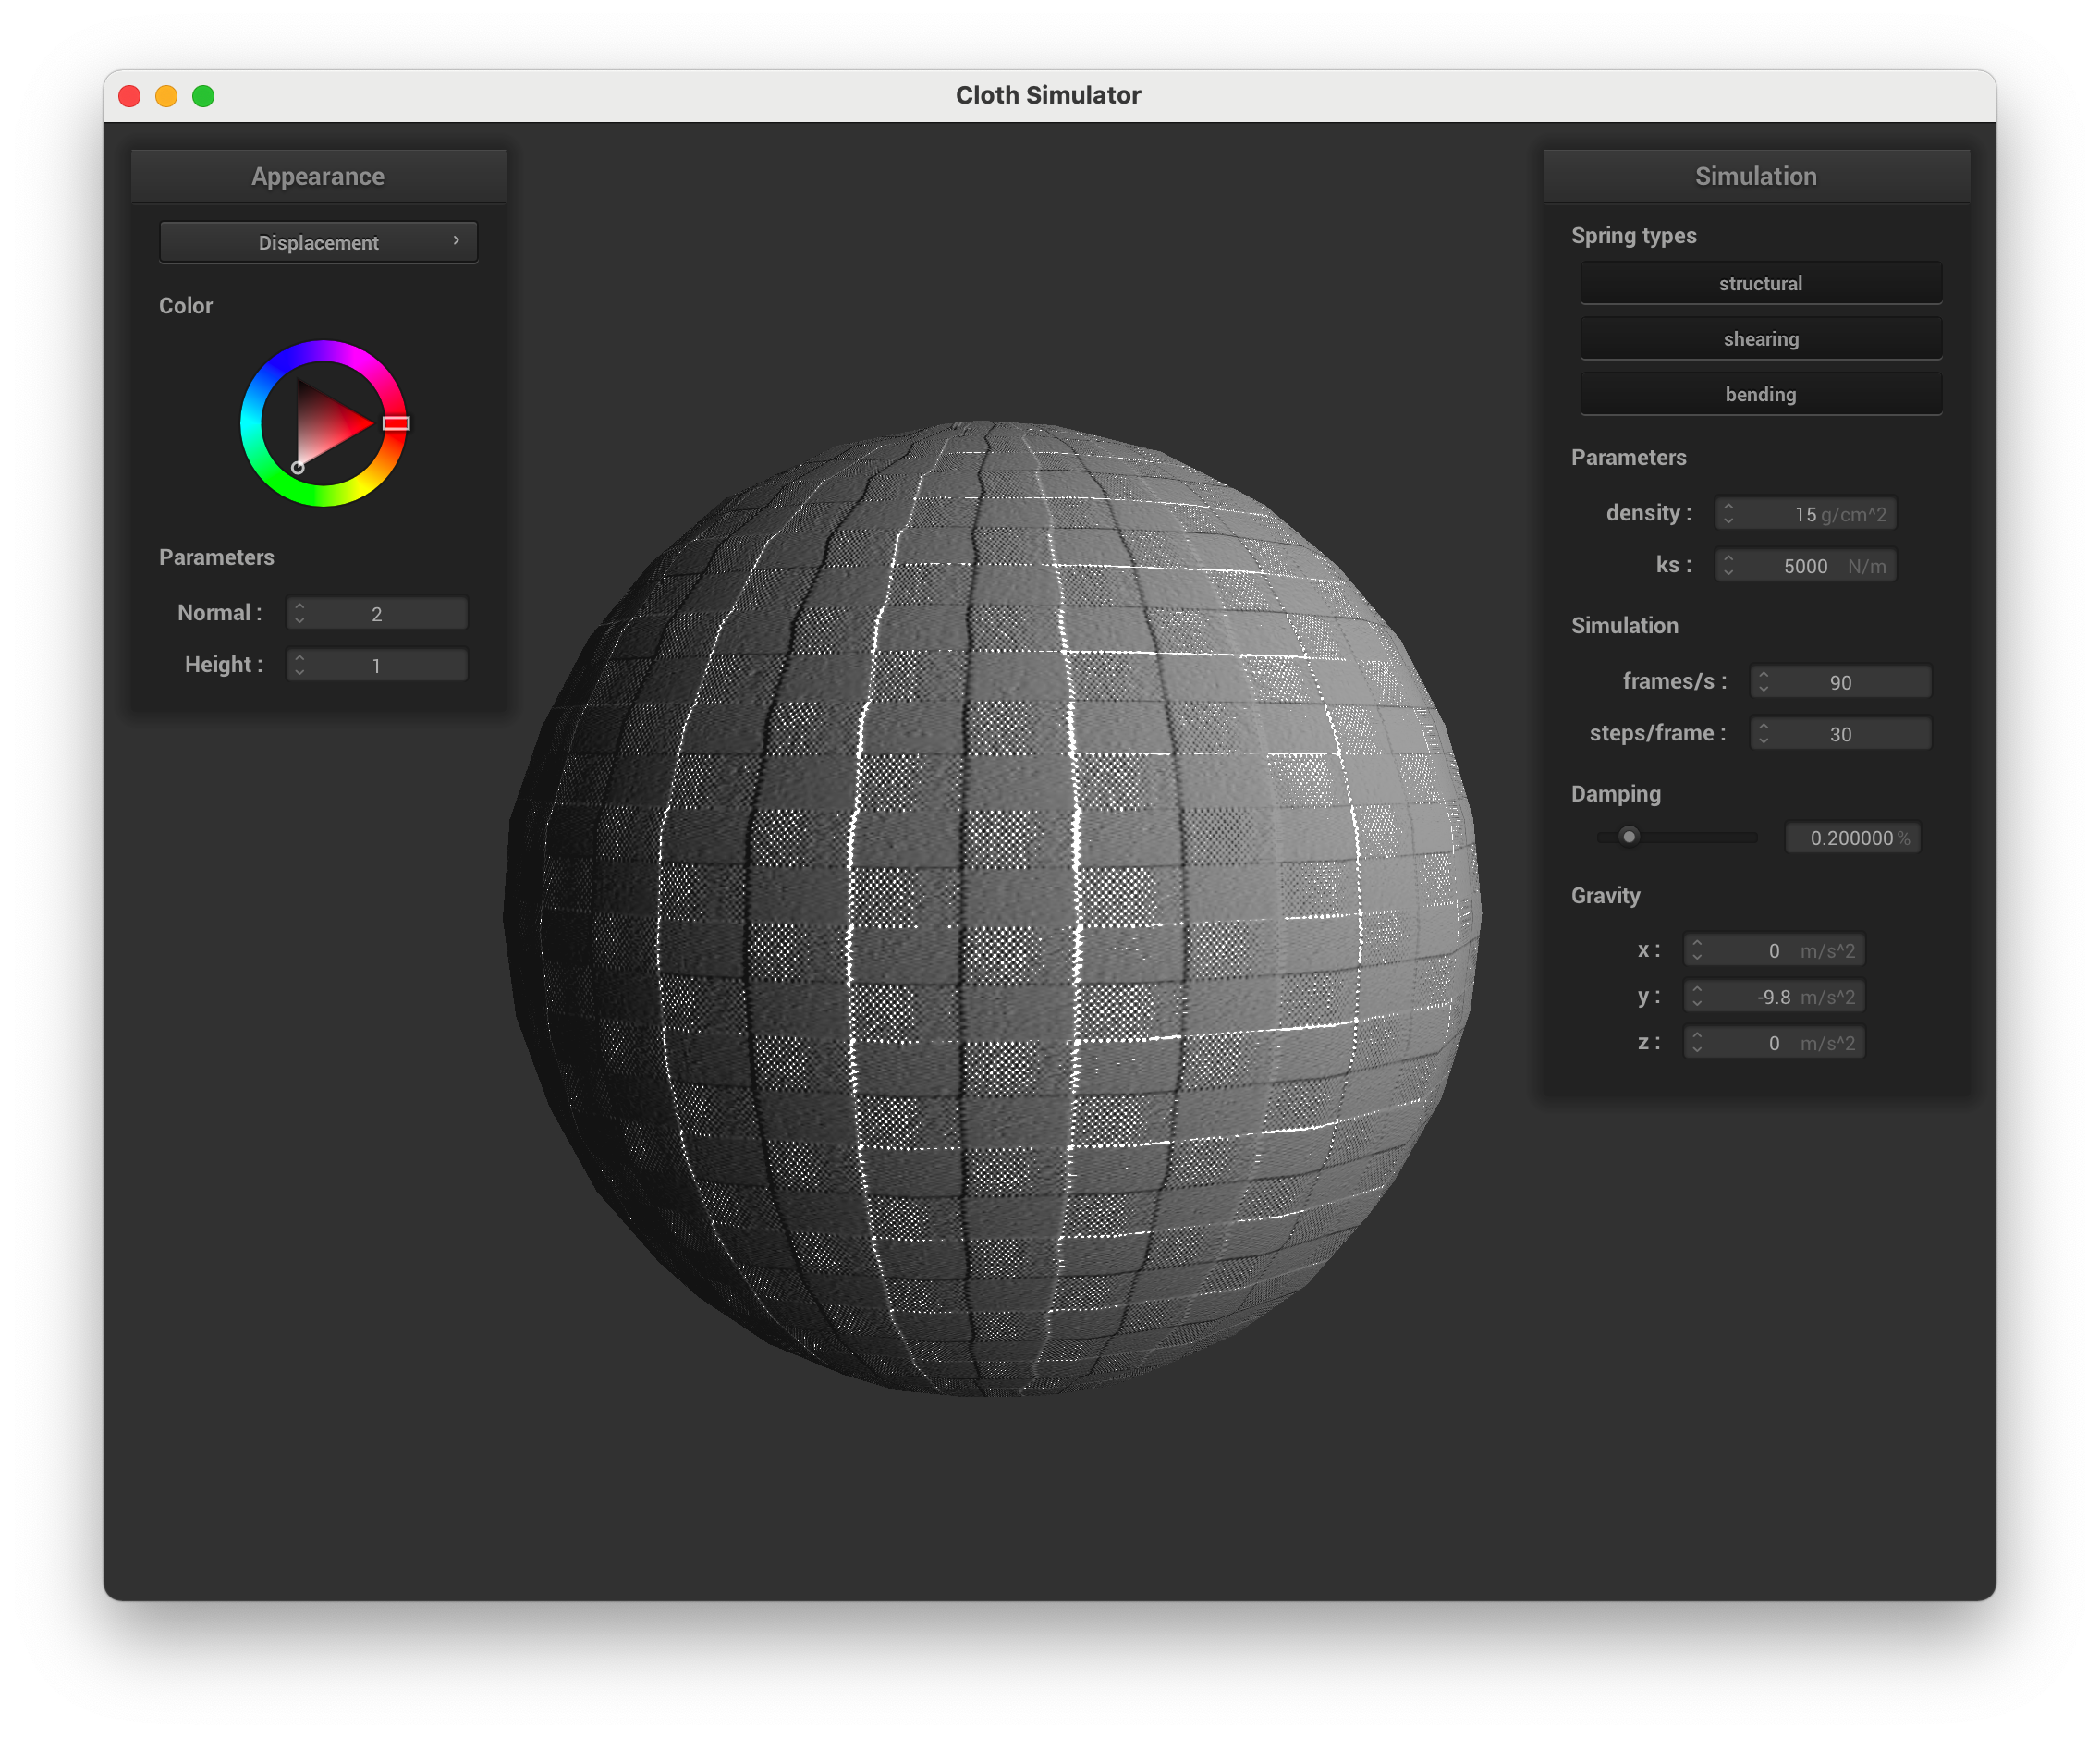 Cloth Simulator
Appearance
Displacement
Color
Parameters
Normal : 2
Height : 1
Simulation
Spring types
structural
shearing
bending
Parameters
density : 15 g/cm^2
ks : 5000 N/m
Simulation
frames/s : 90
steps/frame : 30
Damping
0.200000 %
Gravity
x : 0 m/s^2
y : -9.8 m/s^2
z : 0 m/s^2